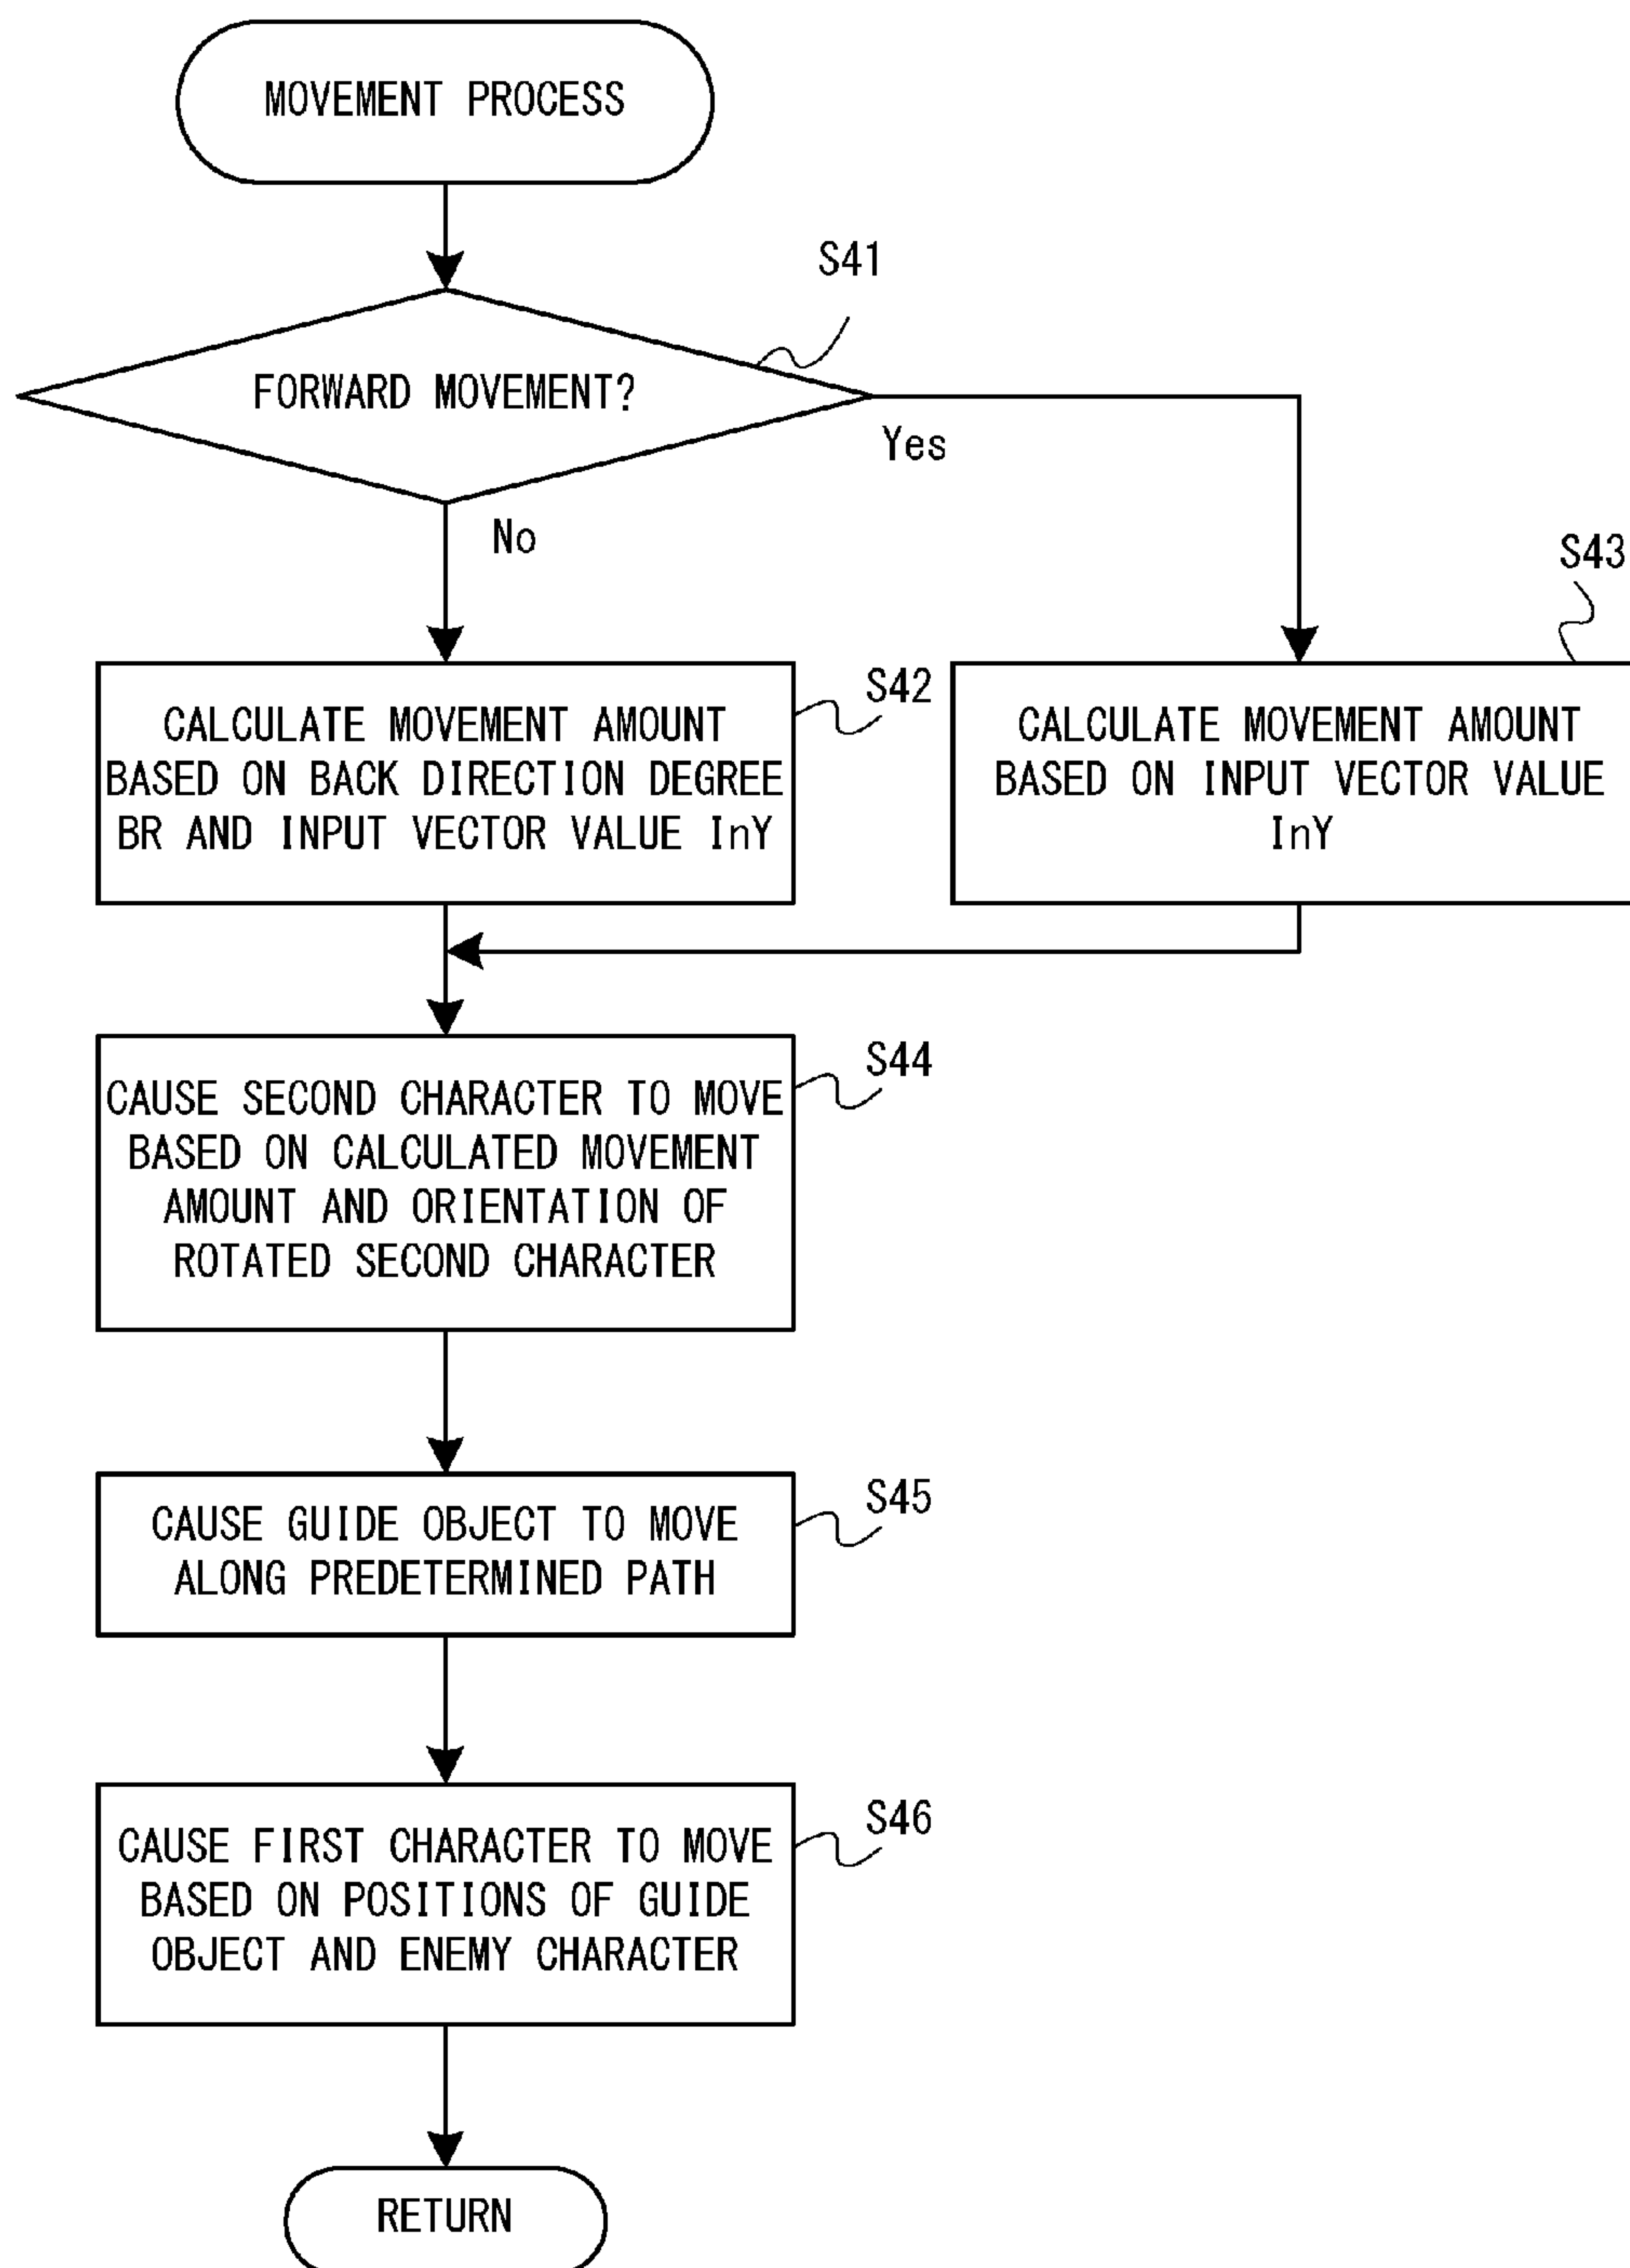 MOVEMENT PROCESS
S41
FORWARD MOVEMENT?
Yes
No
S43
S42
CALCULATE MOVEMENT AMOUNT
BASED ON BACK DIRECTION DEGREE
BR AND INPUT VECTOR VALUE InY
CALCULATE MOVEMENT AMOUNT
BASED ON INPUT VECTOR VALUE
InY
S44
CAUSE SECOND CHARACTER TO MOVE
BASED ON CALCULATED MOVEMENT
AMOUNT AND ORIENTATION OF
ROTATED SECOND CHARACTER
S45
CAUSE GUIDE OBJECT TO MOVE
ALONG PREDETERMINED PATH
S46
CAUSE FIRST CHARACTER TO MOVE
BASED ON POSITIONS OF GUIDE
OBJECT AND ENEMY CHARACTER
RETURN